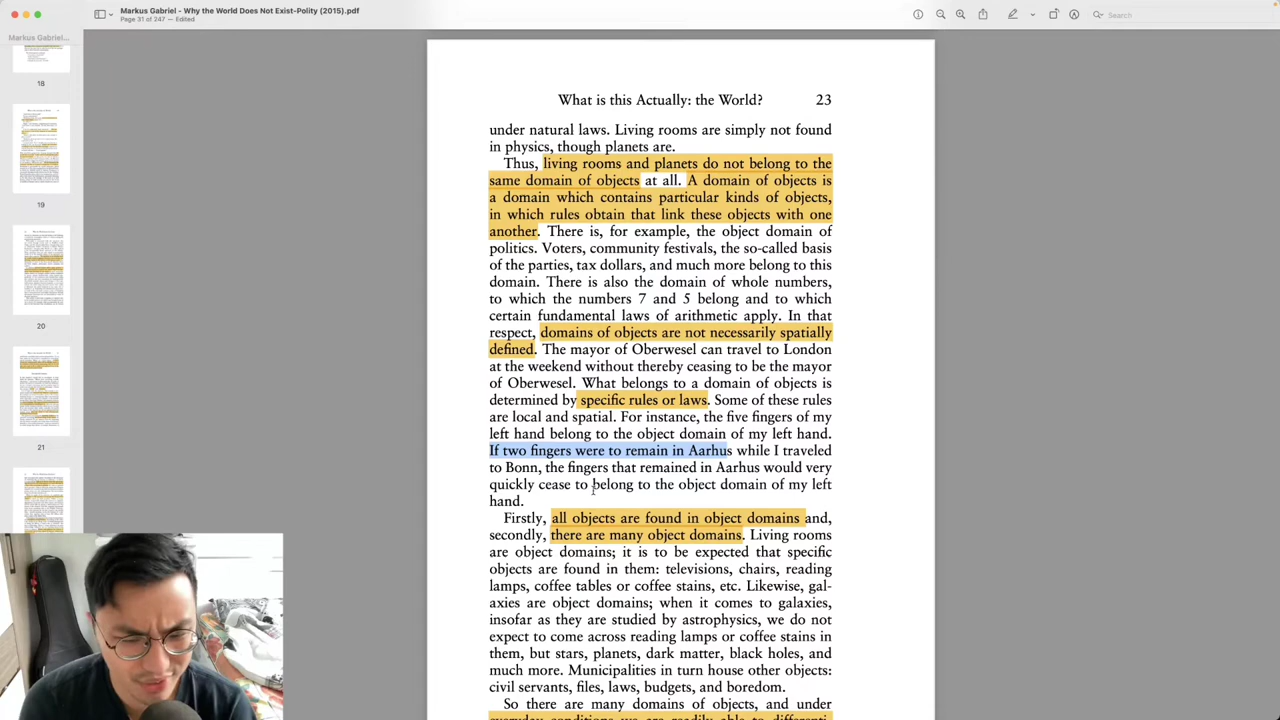 Markus Gabriel - Why the World Does Not Exist-Polity (2015).pdf
Page 31 of 247 — Edited
Search
Markus Gabriel...
18
19
20
21
What is this Actually: the World? 23
under natural laws. Living rooms are simply not found
in physics, though planets are.
Thus, living rooms and planets do not belong to the
same domain of objects at all. A domain of objects is
a domain which contains particular kinds of objects,
in which rules obtain that link these objects with one
another. There is, for example, the object domain of
politics. Voters, community festivals, the so-called basis
of the parties, tax dollars, and much more belong to this
domain. There is also the domain of whole numbers,
to which the numbers 7 and 5 belong and to which
certain fundamental laws of arithmetic apply. In that
respect, domains of objects are not necessarily spatially
defined. The mayor of Oberwesel can travel to London
at the weekend without thereby ceasing to be the mayor
of Oberwesel. What belongs to a domain of objects is
determined by specific rules or laws. Some of these rules
are local and spatial. For instance, the five fingers of my
left hand belong to the object domain of my left hand.
If two fingers were to remain in Aarhus while I traveled
to Bonn, the fingers that remained in Aarhus would very
quickly cease to belong to the object domain of my left
hand.
Firstly, all objects are found in object domains and,
secondly, there are many object domains. Living rooms
are object domains; it is to be expected that specific
objects are found in them: televisions, chairs, reading
lamps, coffee tables or coffee stains, etc. Likewise, gal-
axies are object domains; when it comes to galaxies,
insofar as they are studied by astrophysics, we do not
expect to come across reading lamps or coffee stains in
them, but stars, planets, dark matter, black holes, and
much more. Municipalities in turn house other objects:
civil servants, files, laws, budgets, and boredom.
So there are many domains of objects, and under
everyday conditions we are readily able to differenti-